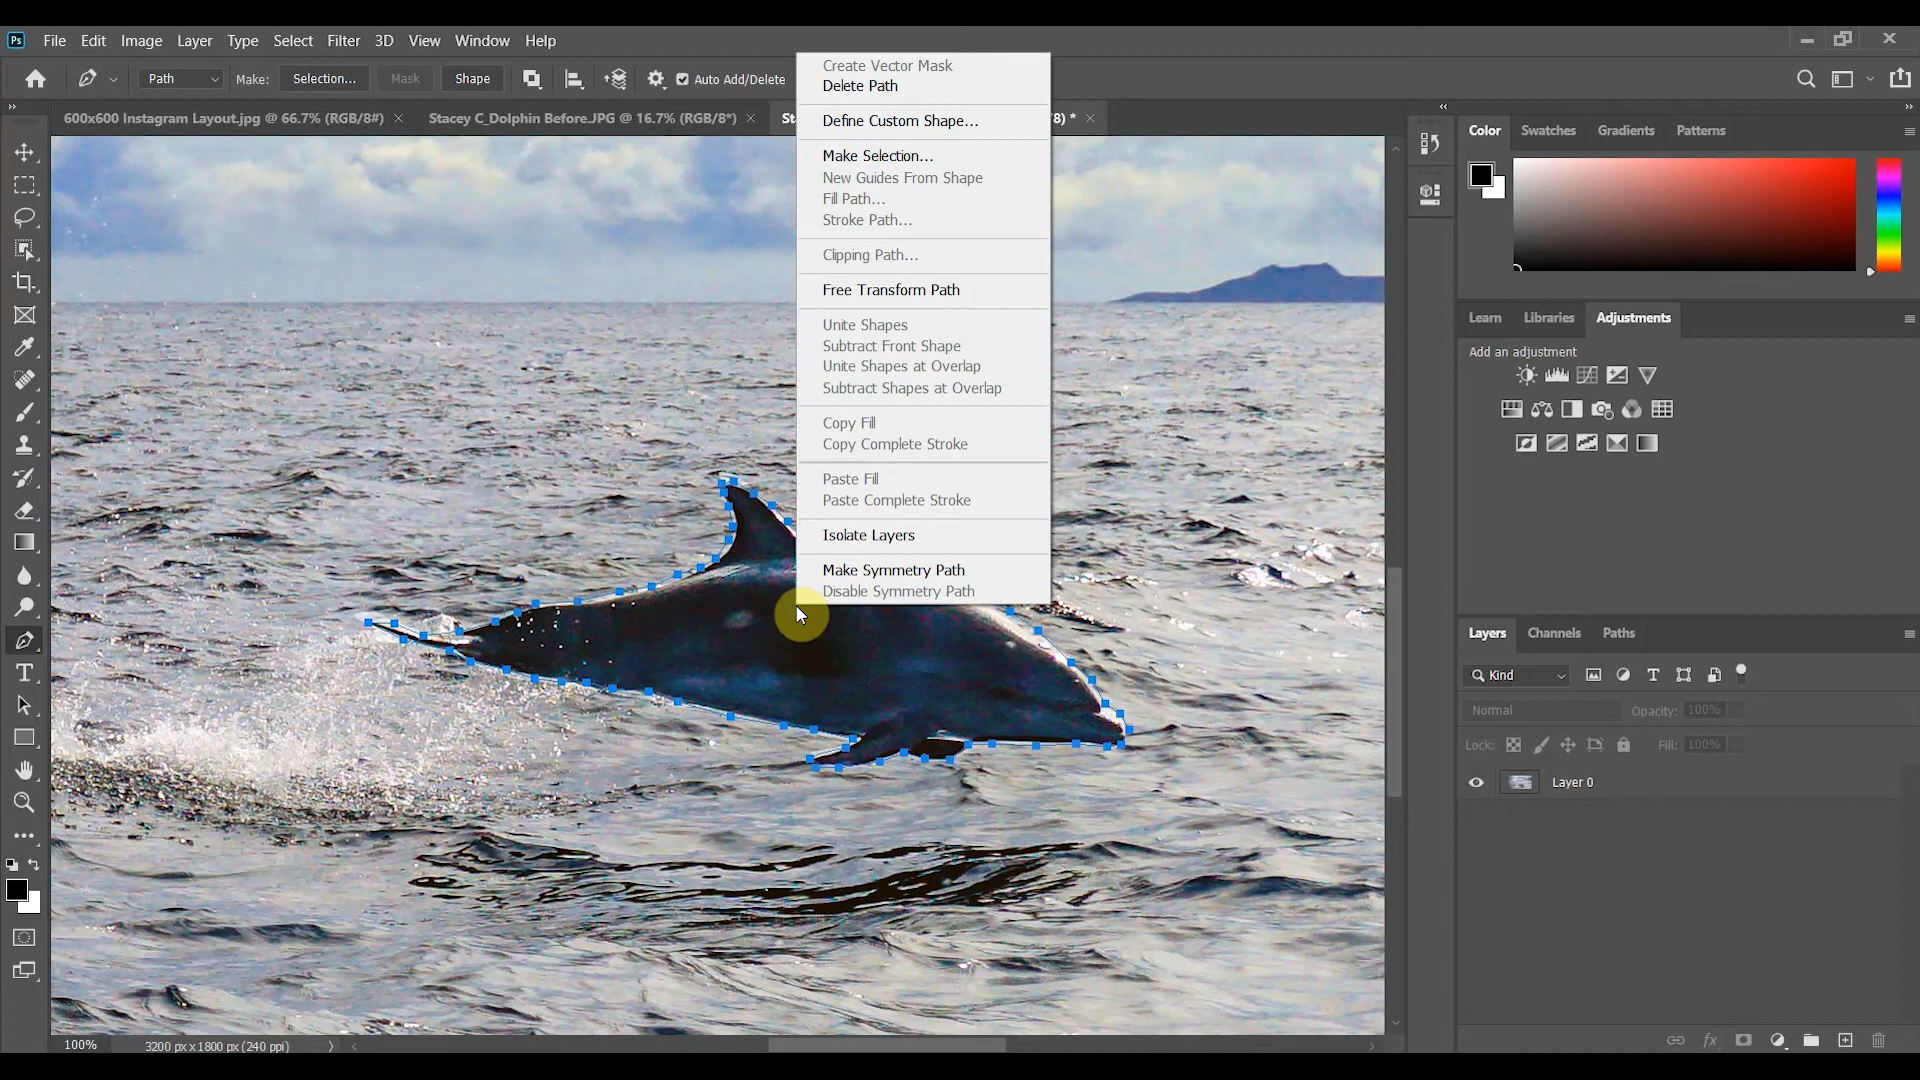 Ps File Edit Image Layer Type Select Filter 3D View Window Help
Path Make: Selection... Mask Shape Auto Add/Delete
600x600 Instagram Layout.jpg @ 66.7% (RGB/8#) Stacey C_Dolphin Before.JPG @ 16.7% (RGB/8*) /8) *
Create Vector Mask
Delete Path
Define Custom Shape...
Make Selection...
New Guides From Shape
Fill Path...
Stroke Path...
Clipping Path...
Free Transform Path
Unite Shapes
Subtract Front Shape
Unite Shapes at Overlap
Subtract Shapes at Overlap
Copy Fill
Copy Complete Stroke
Paste Fill
Paste Complete Stroke
Isolate Layers
Make Symmetry Path
Disable Symmetry Path
Color Swatches Gradients Patterns
Learn Libraries Adjustments
Add an adjustment
Layers Channels Paths
Kind
Normal Opacity: 100%
Lock: Fill: 100%
Layer 0
fx
100% 3200 px x 1800 px (240 ppi)